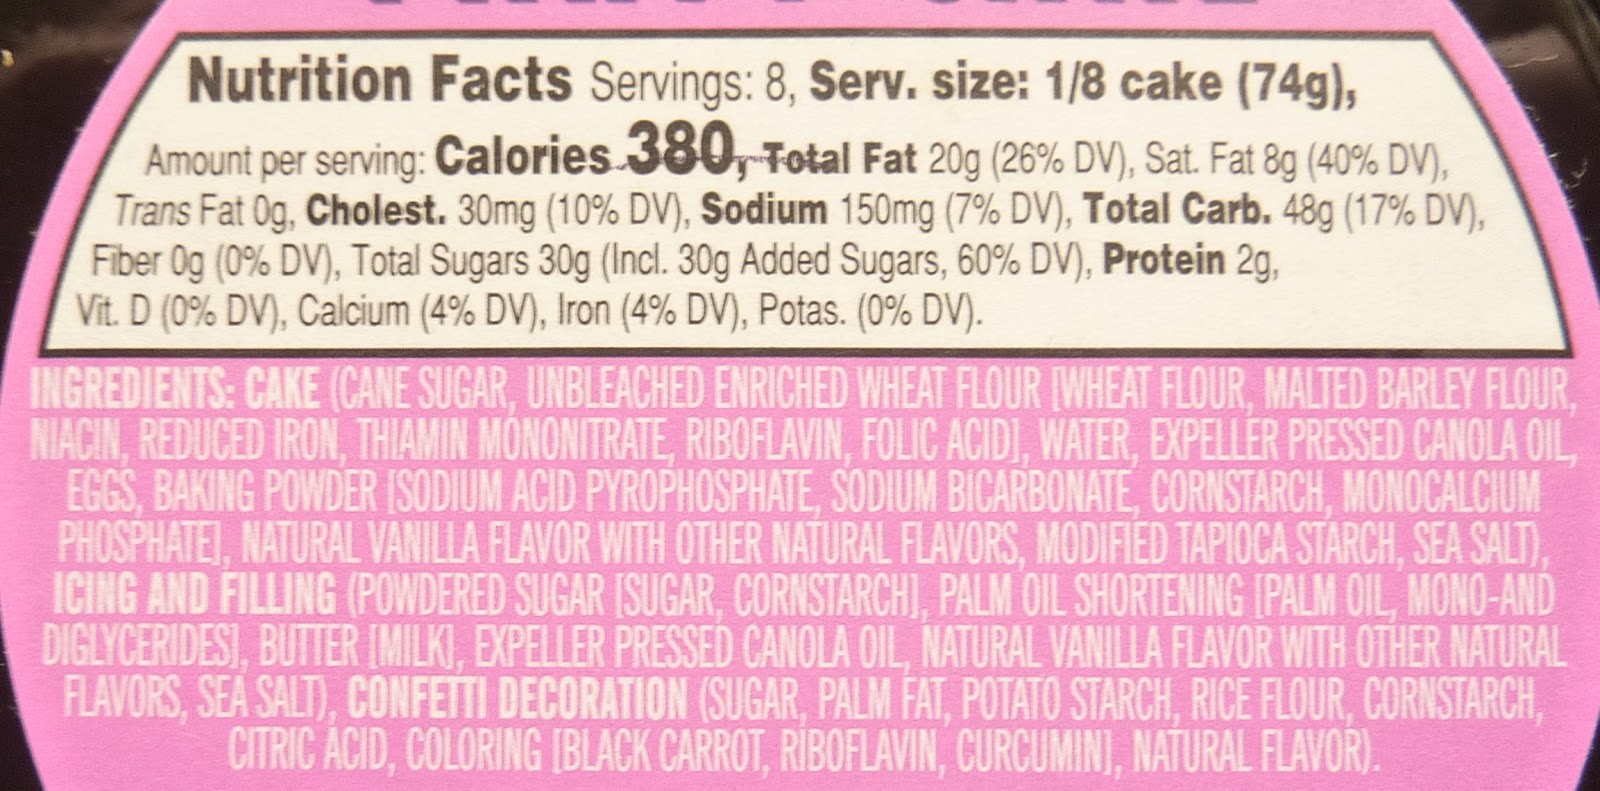 Nutrition Facts Servings: 8, Serv. size: 1/8 cake (74g),
Amount per serving: Calories 380, Total Fat 20g (26% DV), Sat. Fat 8g (40% DV),
Trans Fat 0g, Cholest. 30mg (10% DV), Sodium 150mg (7% DV), Total Carb. 48g (17% DV),
Fiber 0g (0% DV), Total Sugars 30g (Incl. 30g Added Sugars, 60% DV), Protein 2g,
Vit. D (0% DV), Calcium (4% DV), Iron (4% DV), Potas. (0% DV).
INGREDIENTS: CAKE (CANE SUGAR, UNBLEACHED ENRICHED WHEAT FLOUR [WHEAT FLOUR, MALTED BARLEY FLOUR,
NIACIN, REDUCED IRON, THIAMIN MONONITRATE, RIBOFLAVIN, FOLIC ACID], WATER, EXPELLER PRESSED CANOLA OIL,
EGGS, BAKING POWDER [SODIUM ACID PYROPHOSPHATE, SODIUM BICARBONATE, CORNSTARCH, MONOCALCIUM
PHOSPHATE], NATURAL VANILLA FLAVOR WITH OTHER NATURAL FLAVORS, MODIFIED TAPIOCA STARCH, SEA SALT),
ICING AND FILLING (POWDERED SUGAR [SUGAR, CORNSTARCH], PALM OIL SHORTENING [PALM OIL, MONO-AND
DIGLYCERIDES], BUTTER [MILK], EXPELLER PRESSED CANOLA OIL, NATURAL VANILLA FLAVOR WITH OTHER NATURAL
FLAVORS, SEA SALT), CONFETTI DECORATION (SUGAR, PALM FAT, POTATO STARCH, RICE FLOUR, CORNSTARCH,
CITRIC ACID, COLORING [BLACK CARROT, RIBOFLAVIN, CURCUMIN], NATURAL FLAVOR).